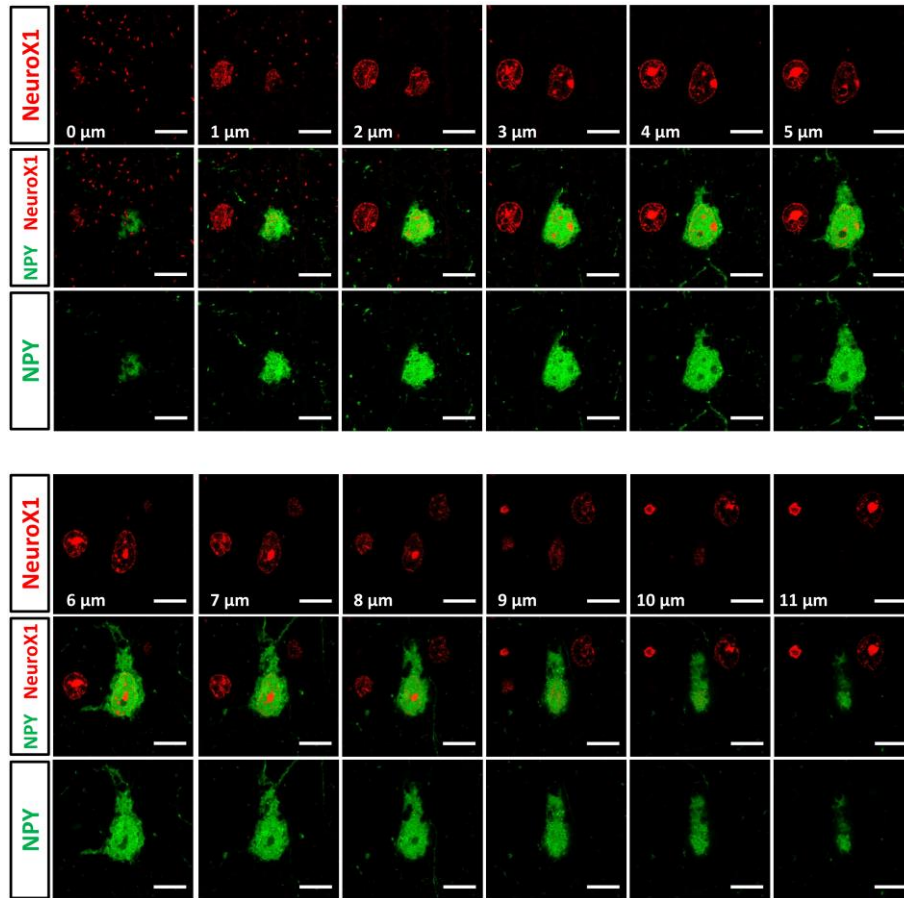 NeuroX1
0 µm
1 µm
2 µm
3 µm
4 µm
5 µm
NPY NeuroX1
NPY
NeuroX1
6 µm
7 µm
8 µm
9 µm
10 µm
11 µm
NPY NeuroX1
NPY